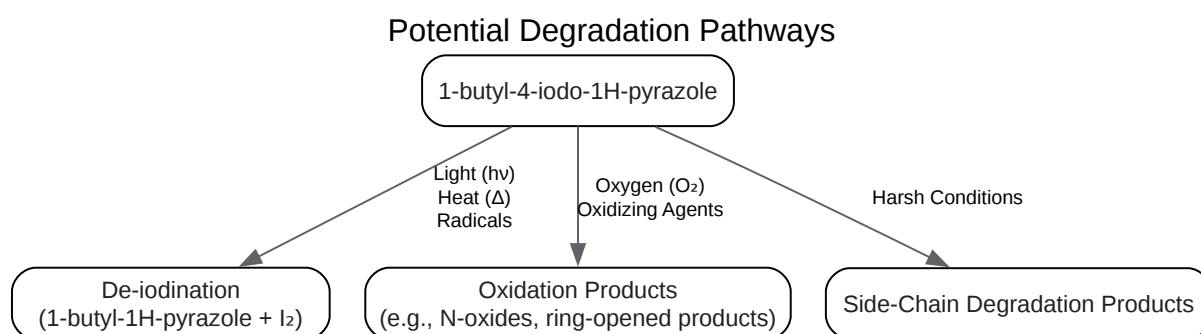 Potential Degradation Pathways
1-butyl-4-iodo-1H-pyrazole
Light (hν)
Heat (Δ)
Radicals
Oxygen (O₂)
Oxidizing Agents
Harsh Conditions
De-iodination
(1-butyl-1H-pyrazole + I₂)
Oxidation Products
(e.g., N-oxides, ring-opened products)
Side-Chain Degradation Products